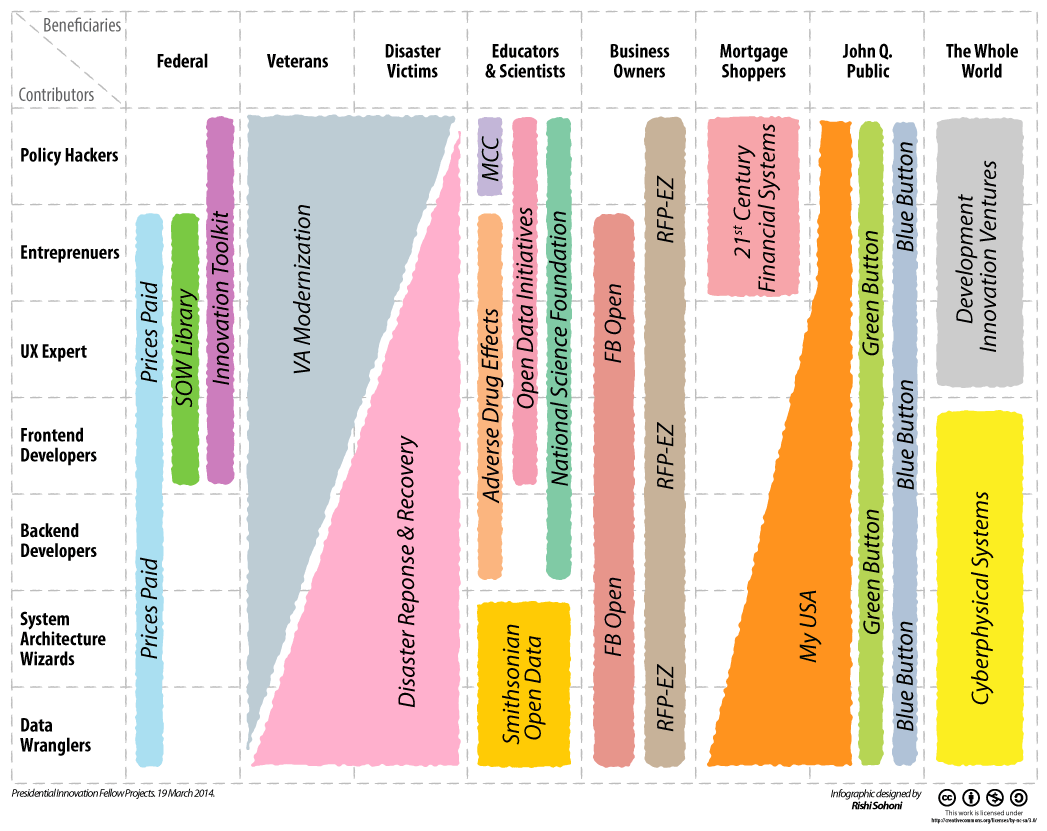 Beneficiaries
Contributors
Federal
Veterans
Disaster
Victims
Educators
& Scientists
Business
Owners
Mortgage
Shoppers
John Q.
Public
The Whole
World
Policy Hackers
Entreprenuers
UX Expert
Frontend
Developers
Backend
Developers
System
Architecture
Wizards
Data
Wranglers
Prices Paid
Prices Paid
SOW Library
Innovation Toolkit
VA Modernization
Disaster Reponse & Recovery
MCC
Adverse Drug Effects
Open Data Initiatives
National Science Foundation
Smithsonian
Open Data
FB Open
FB Open
RFP-EZ
RFP-EZ
RFP-EZ
21st Century
Financial Systems
My USA
Green Button
Green Button
Blue Button
Blue Button
Blue Button
Development
Innovation Ventures
Cyberphysical Systems
Presidential Innovation Fellow Projects. 19 March 2014.
Infographic designed by
Rishi Sohoni
cc
This work is licensed under
http://creativecommons.org/licenses/by-nc-sa/3.0/